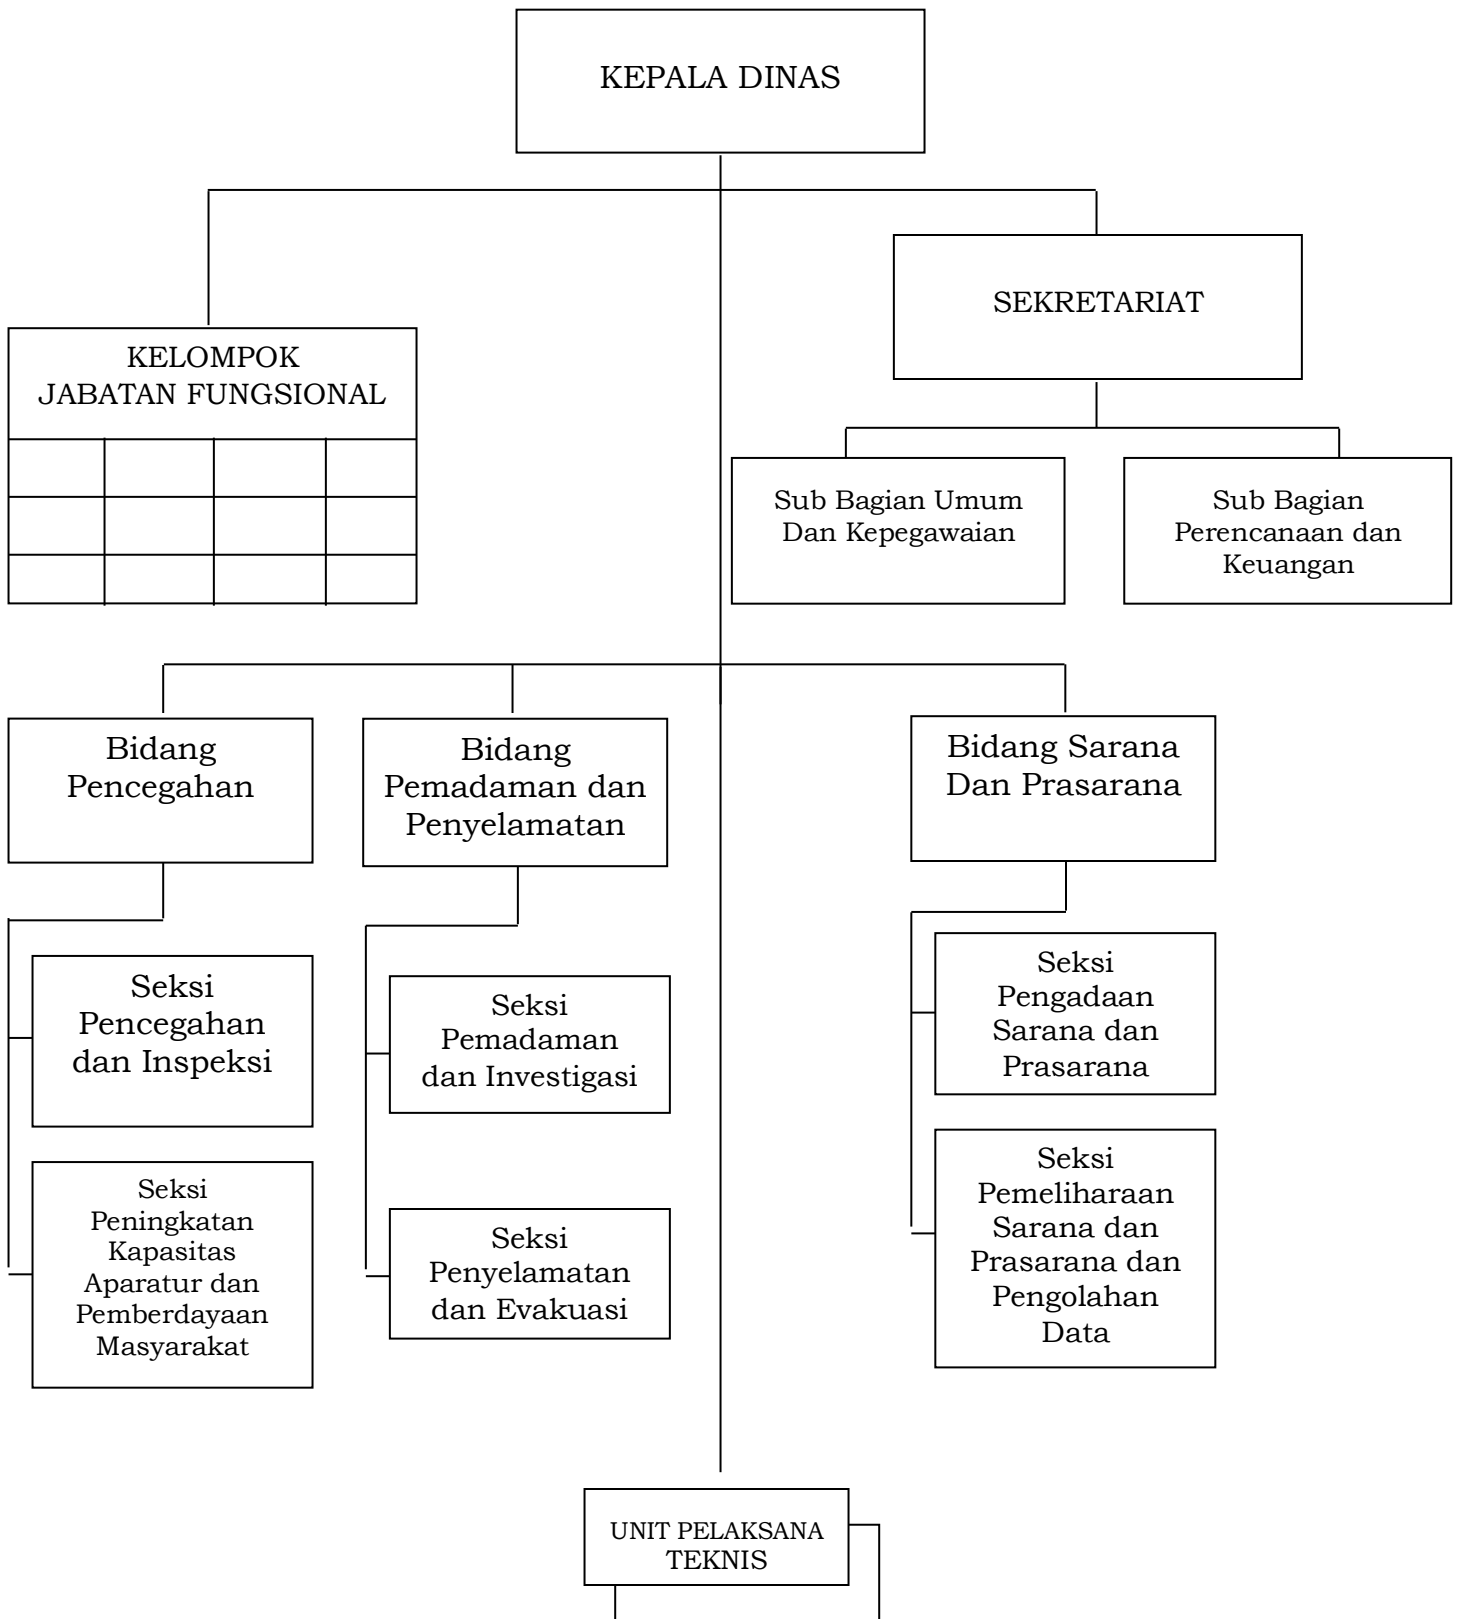 KEPALA DINAS
SEKRETARIAT
KELOMPOK
JABATAN FUNGSIONAL
Sub Bagian Umum
Dan Kepegawaian
Sub Bagian
Perencanaan dan
Keuangan
Bidang
Pencegahan
Bidang
Pemadaman dan
Penyelamatan
Bidang Sarana
Dan Prasarana
Seksi
Pencegahan
dan Inspeksi
Seksi
Peningkatan
Kapasitas
Aparatur dan
Pemberdayaan
Masyarakat
Seksi
Pemadaman
dan Investigasi
Seksi
Penyelamatan
dan Evakuasi
Seksi
Pengadaan
Sarana dan
Prasarana
Seksi
Pemeliharaan
Sarana dan
Prasarana dan
Pengolahan
Data
UNIT PELAKSANA
TEKNIS